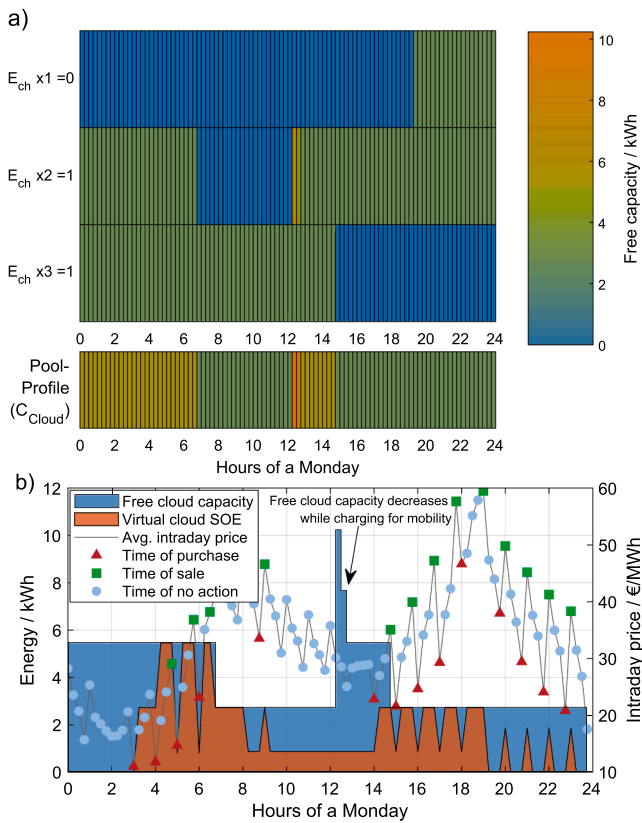 a)
E_ch x1 =0
E_ch x2 =1
E_ch x3 =1
0 2 4 6 8 10 12 14 16 18 20 22 24
10
8
6
4
2
0
Free capacity / kWh
Pool-
Profile
(C_Cloud)
0 2 4 6 8 10 12 14 16 18 20 22 24
Hours of a Monday
b)
12
10
8
6
4
2
0
Energy / kWh
Free cloud capacity
Virtual cloud SOE
Avg. intraday price
Time of purchase
Time of sale
Time of no action
Free cloud capacity decreases
while charging for mobility
60
50
40
30
20
10
Intraday price / €/MWh
0 2 4 6 8 10 12 14 16 18 20 22 24
Hours of a Monday